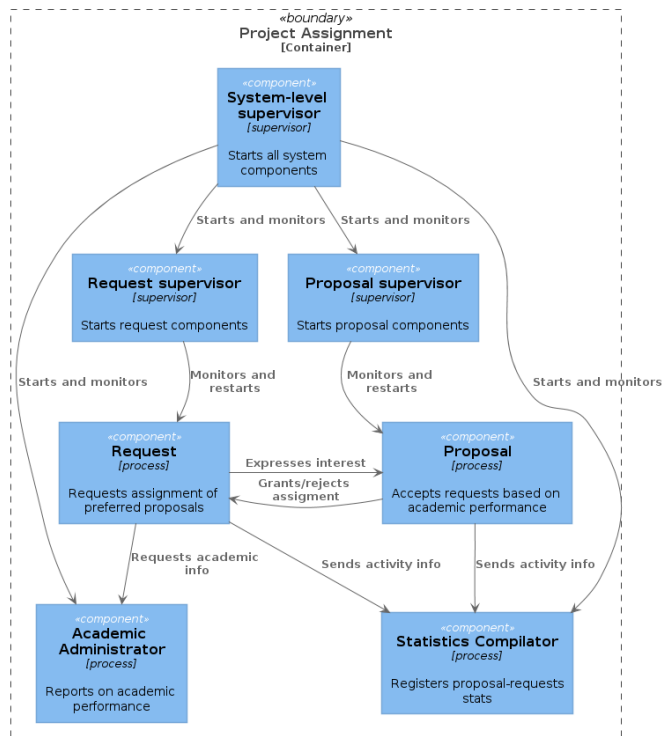 «boundary»
Project Assignment
[Container]
«component»
System-level
supervisor
[supervisor]
Starts all system
components
Starts and monitors
Starts and monitors
«component»
Request supervisor
[supervisor]
Starts request components
«component»
Proposal supervisor
[supervisor]
Starts proposal components
Starts and monitors
Monitors and
restarts
Monitors and
restarts
Starts and monitors
«component»
Request
[process]
Requests assignment of
preferred proposals
Expresses interest
Grants/rejects
assigment
«component»
Proposal
[process]
Accepts requests based on
academic performance
Requests academic
info
Sends activity info
Sends activity info
«component»
Academic
Administrator
[process]
Reports on academic
performance
«component»
Statistics Compilator
[process]
Registers proposal-requests
stats